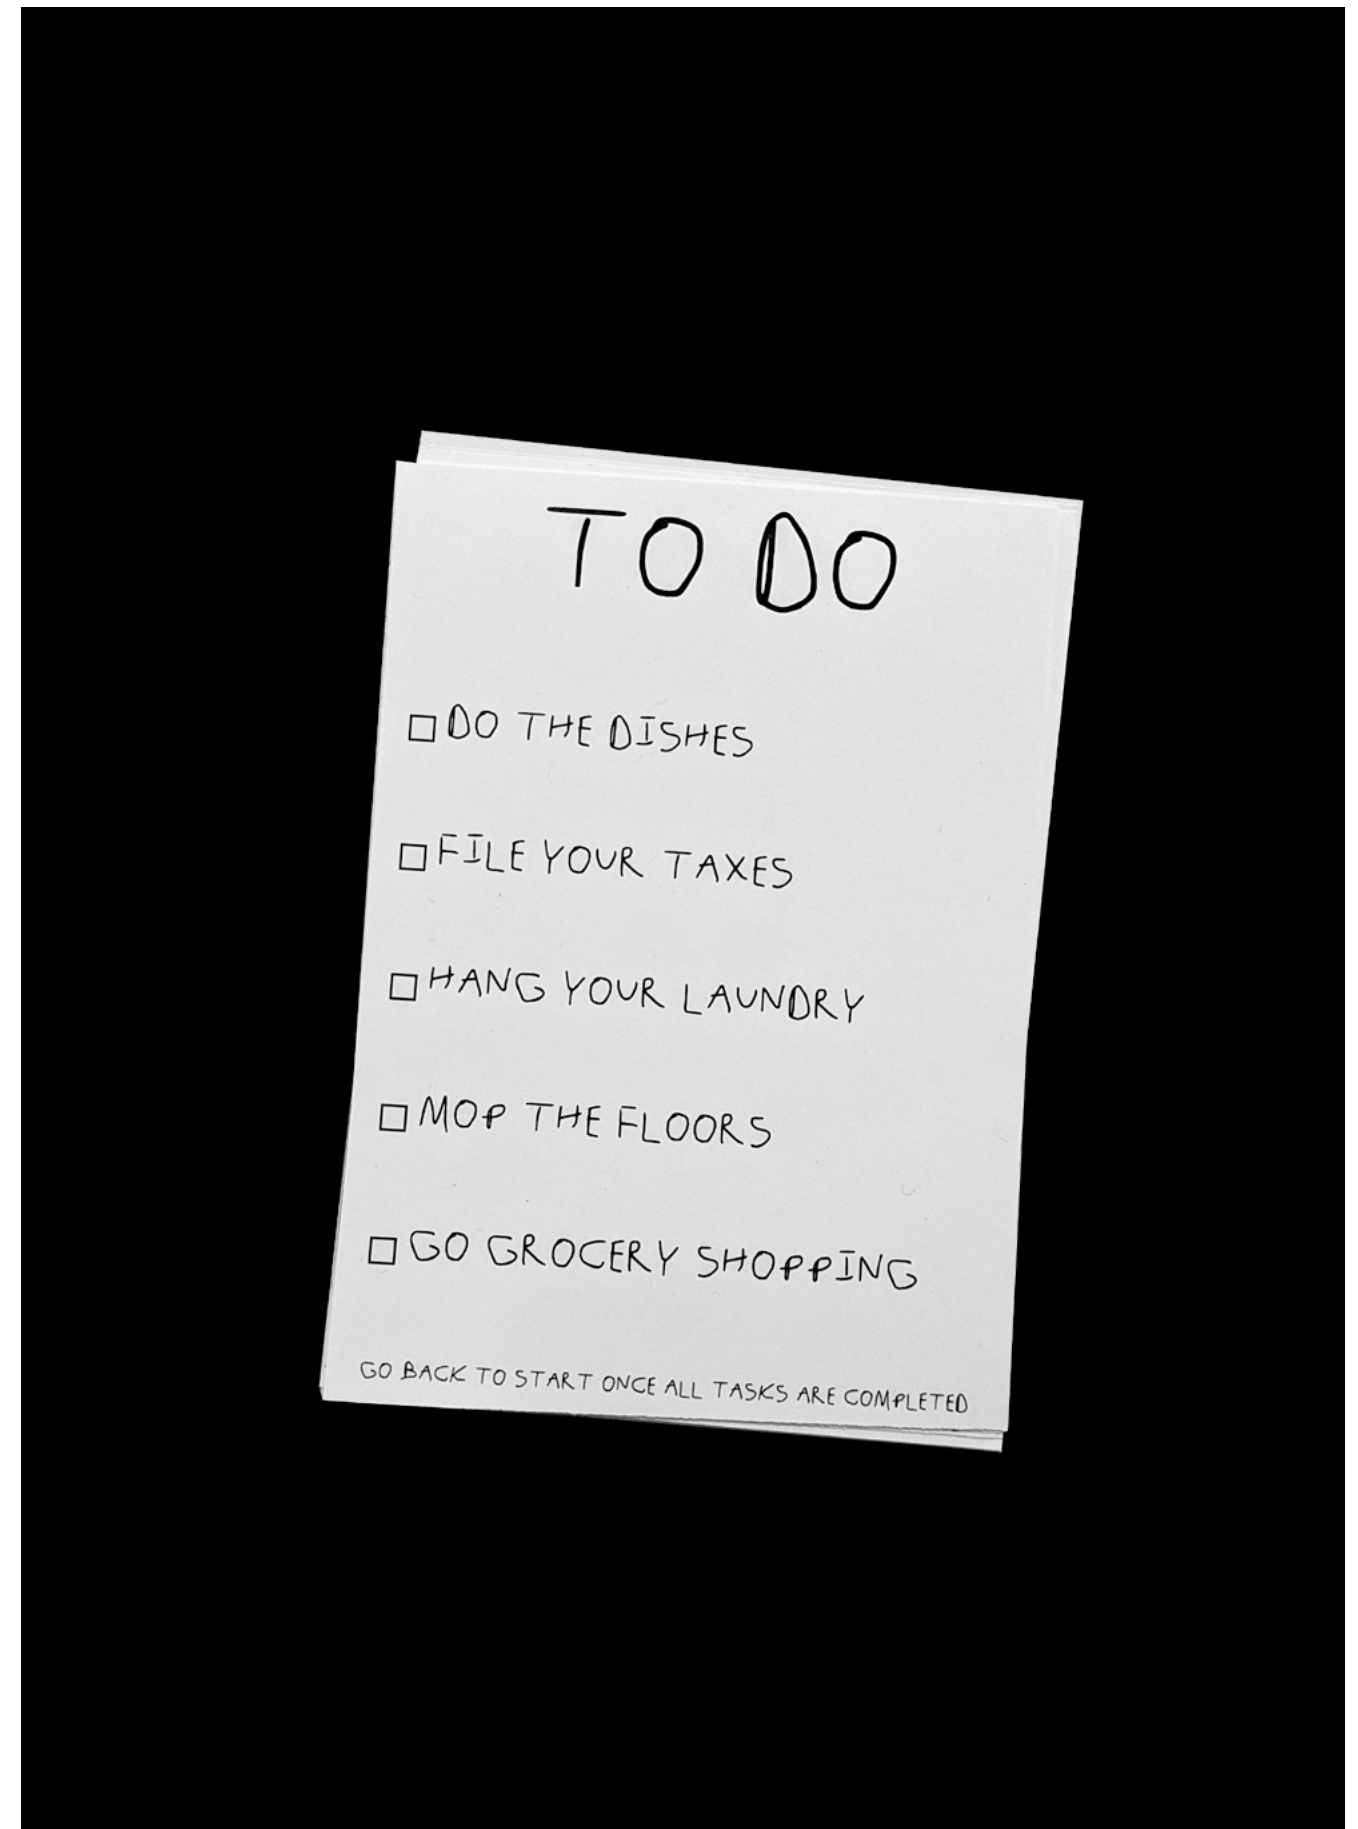 TO DO
DO THE DISHES
FILE YOUR TAXES
HANG YOUR LAUNDRY
MOP THE FLOORS
GO GROCERY SHOPPING
GO BACK TO START ONCE ALL TASKS ARE COMPLETED